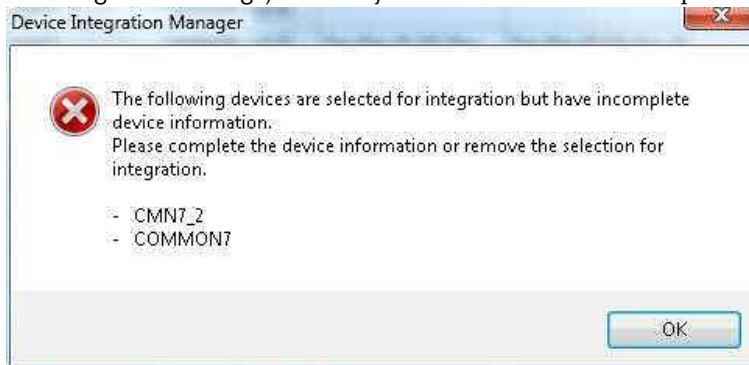 Device Integration Manager
The following devices are selected for integration but have incomplete
device information.
Please complete the device information or remove the selection for
integration.
- CMN7_2
- COMMON7
OK